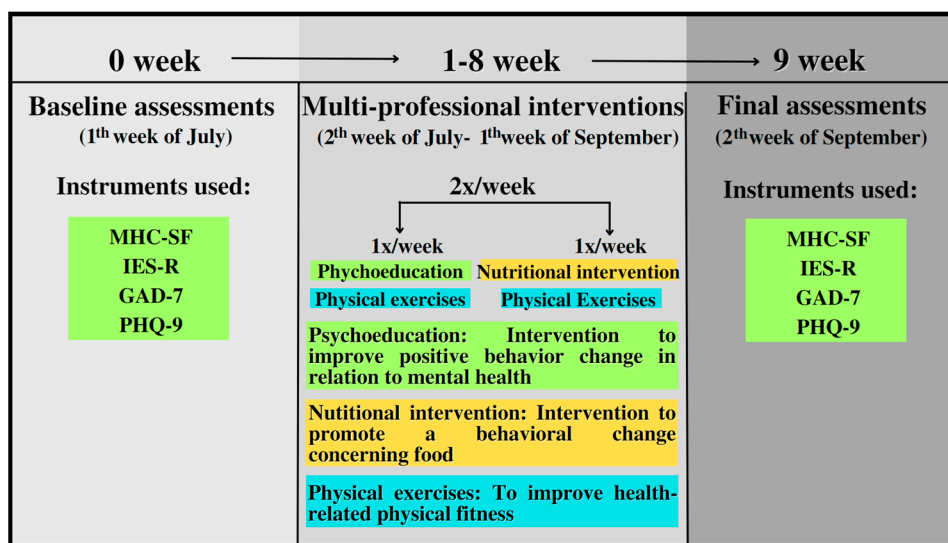 0 week
1-8 week
9 week
Baseline assessments
(1th week of July)
Instruments used:
MHC-SF
IES-R
GAD-7
PHQ-9
Multi-professional interventions
(2th week of July- 1th week of September)
2x/week
1x/week
1x/week
Phychoeducation
Nutritional intervention
Physical exercises
Physical Exercises
Psychoeducation: Intervention to
improve positive behavior change in
relation to mental health
Nutitional intervention: Intervention to
promote a behavioral change
concerning food
Physical exercises: To improve health-
related physical fitness
Final assessments
(2th week of September)
Instruments used:
MHC-SF
IES-R
GAD-7
PHQ-9